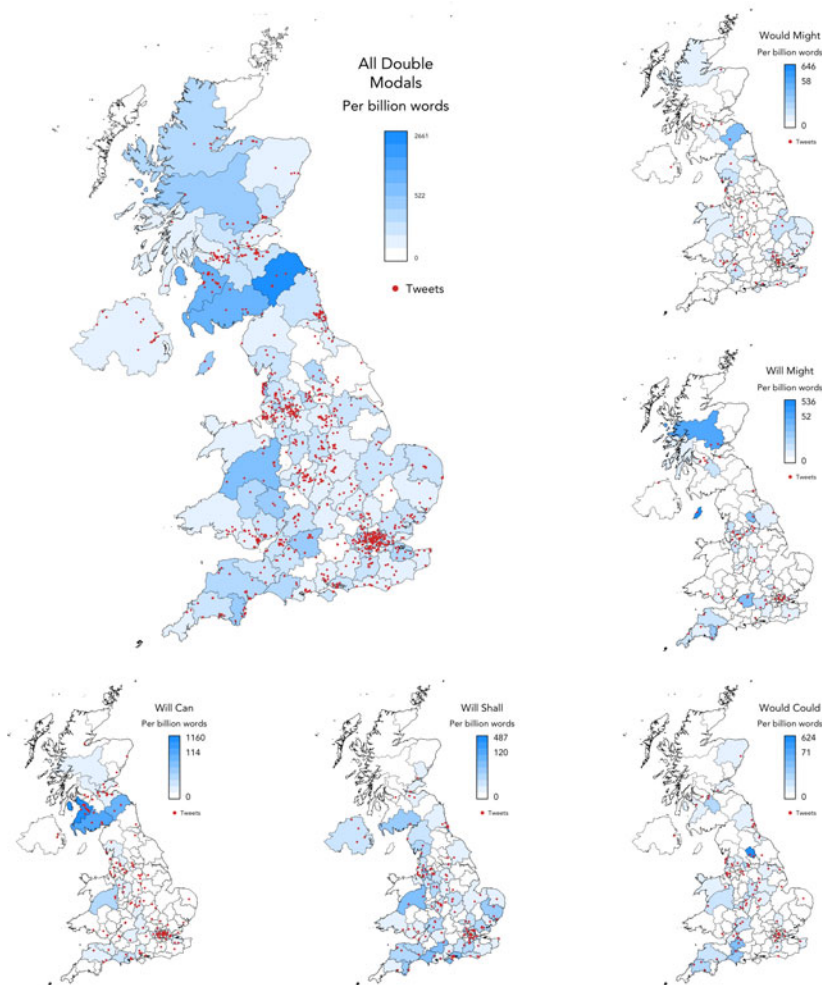 All Double
Modals
Per billion words
2661
522
0
Tweets
Would Might
Per billion words
646
58
0
Tweets
Will Might
Per billion words
536
52
0
Tweets
Will Can
Per billion words
1160
114
0
Tweets
Will Shall
Per billion words
487
120
0
Tweets
Would Could
Per billion words
624
71
0
Tweets